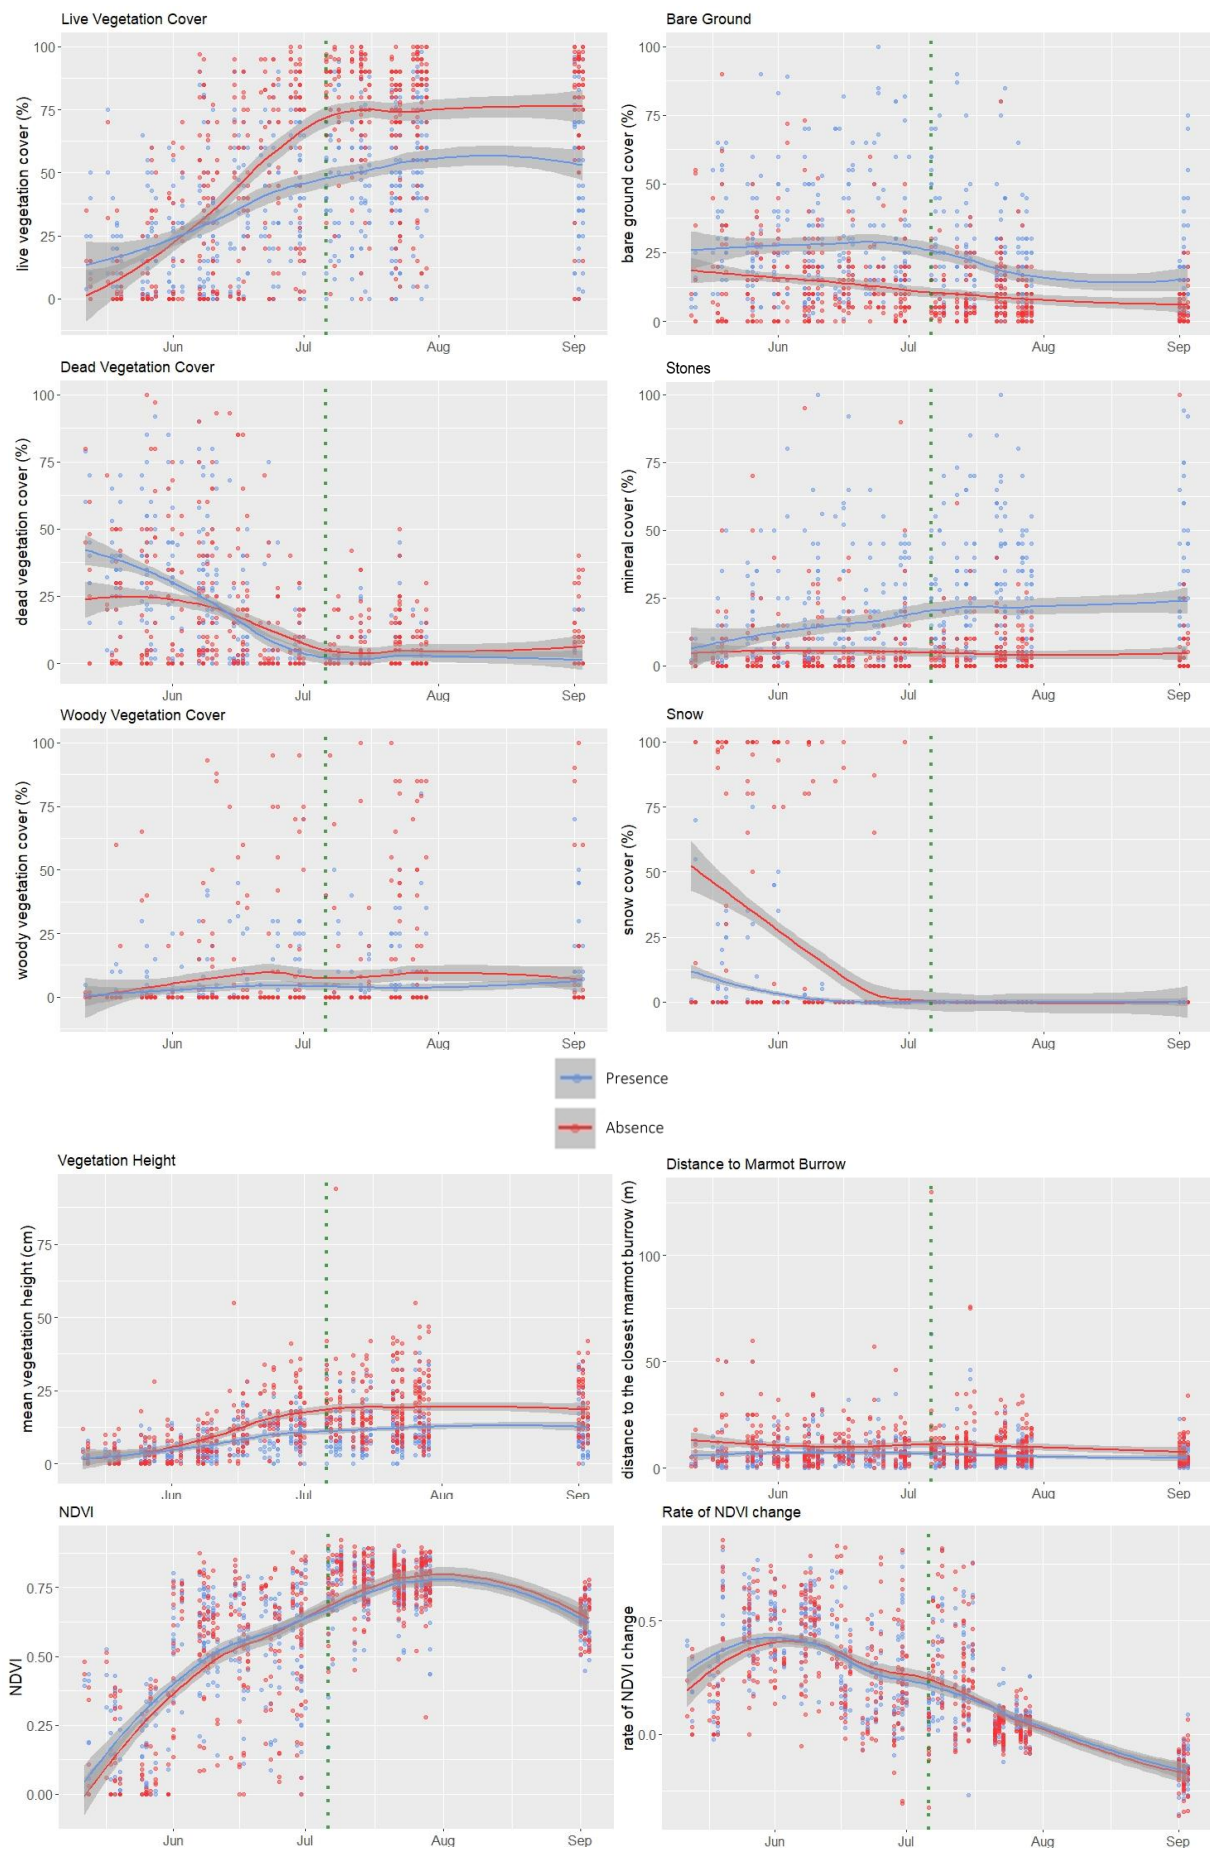 Live Vegetation Cover
live vegetation cover (%)
100
75
50
25
0
Jun Jul Aug Sep
Bare Ground
bare ground cover (%)
100
75
50
25
0
Jun Jul Aug Sep
Dead Vegetation Cover
dead vegetation cover (%)
100
75
50
25
0
Jun Jul Aug Sep
Stones
mineral cover (%)
100
75
50
25
0
Jun Jul Aug Sep
Woody Vegetation Cover
woody vegetation cover (%)
100
75
50
25
0
Jun Jul Aug Sep
Snow
snow cover (%)
100
75
50
25
0
Jun Jul Aug Sep
Presence
Absence
Vegetation Height
mean vegetation height (cm)
75
50
25
0
Jun Jul Aug Sep
Distance to Marmot Burrow
distance to the closest marmot burrow (m)
100
50
0
Jun Jul Aug Sep
NDVI
NDVI
0.75
0.50
0.25
0.00
Jun Jul Aug Sep
Rate of NDVI change
rate of NDVI change
0.5
0.0
Jun Jul Aug Sep